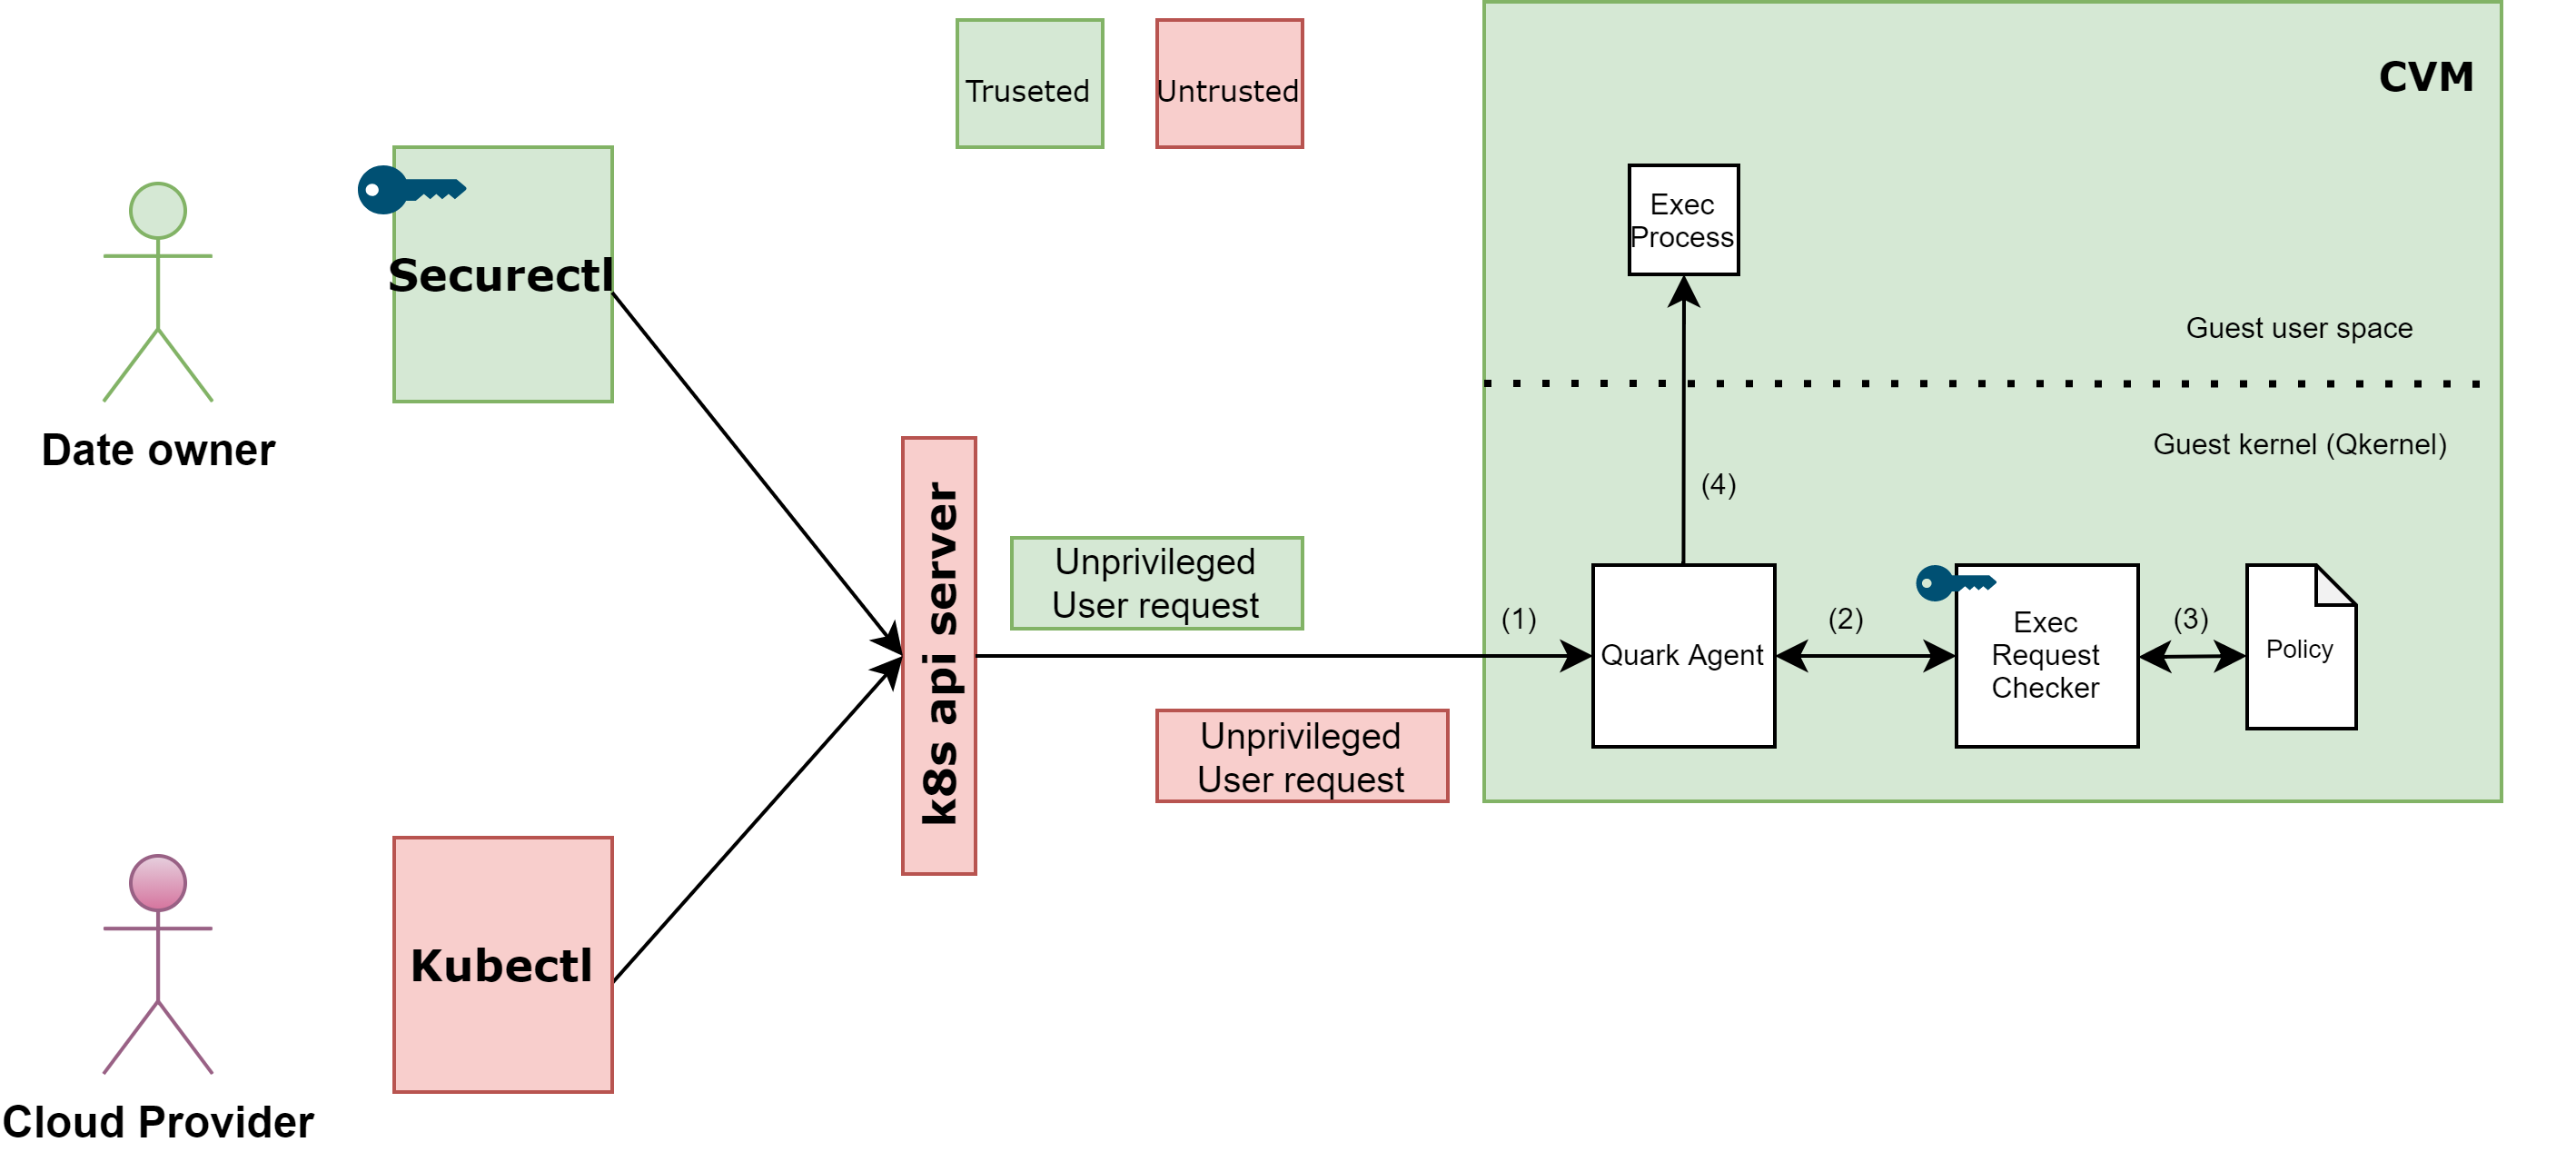 Truseted
Untrusted
CVM
Exec
Process
Securectl
Guest user space
Date owner
Guest kernel (Qkernel)
(4)
k8s api server
Unprivileged
User request
(1)
(2)
(3)
Quark Agent
Exec
Request
Checker
Policy
Unprivileged
User request
Kubectl
Cloud Provider